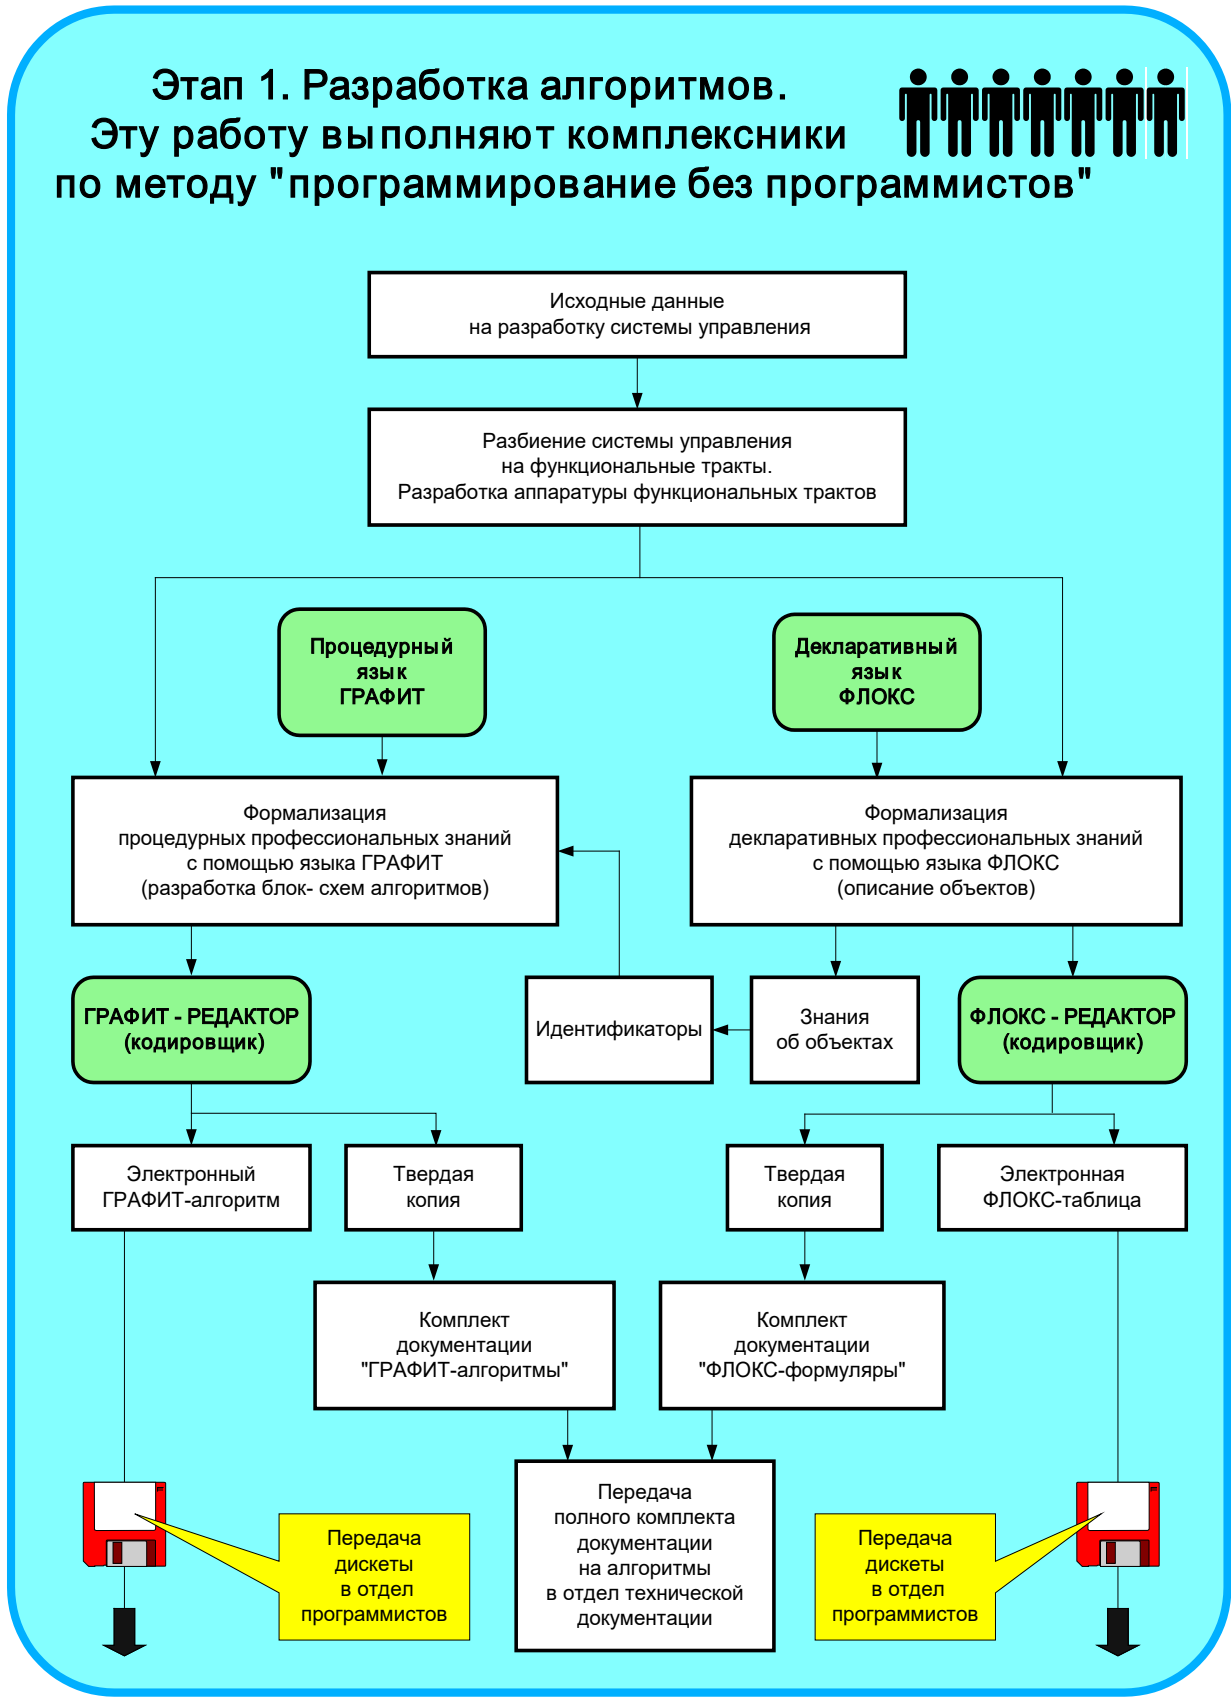 Этап 1. Разработка алгоритмов.
Эту работу выполняют комплексники
по методу "программирование без программистов"
Исходные данные
на разработку системы управления
Разбиение системы управления
на функциональные тракты.
Разработка аппаратуры функциональных трактов
Процедурный
язык
ГРАФИТ
Декларативный
язык
ФЛОКС
Формализация
процедурных профессиональных знаний
с помощью языка ГРАФИТ
(разработка блок- схем алгоритмов)
Формализация
декларативных профессиональных знаний
с помощью языка ФЛОКС
(описание объектов)
ГРАФИТ - РЕДАКТОР
(кодировщик)
Идентификаторы
Знания
об объектах
ФЛОКС - РЕДАКТОР
(кодировщик)
Электронный
ГРАФИТ-алгоритм
Твердая
копия
Твердая
копия
Электронная
ФЛОКС-таблица
Комплект
документации
"ГРАФИТ-алгоритмы"
Комплект
документации
"ФЛОКС-формуляры"
Передача
дискеты
в отдел
программистов
Передача
полного комплекта
документации
на алгоритмы
в отдел технической
документации
Передача
дискеты
в отдел
программистов